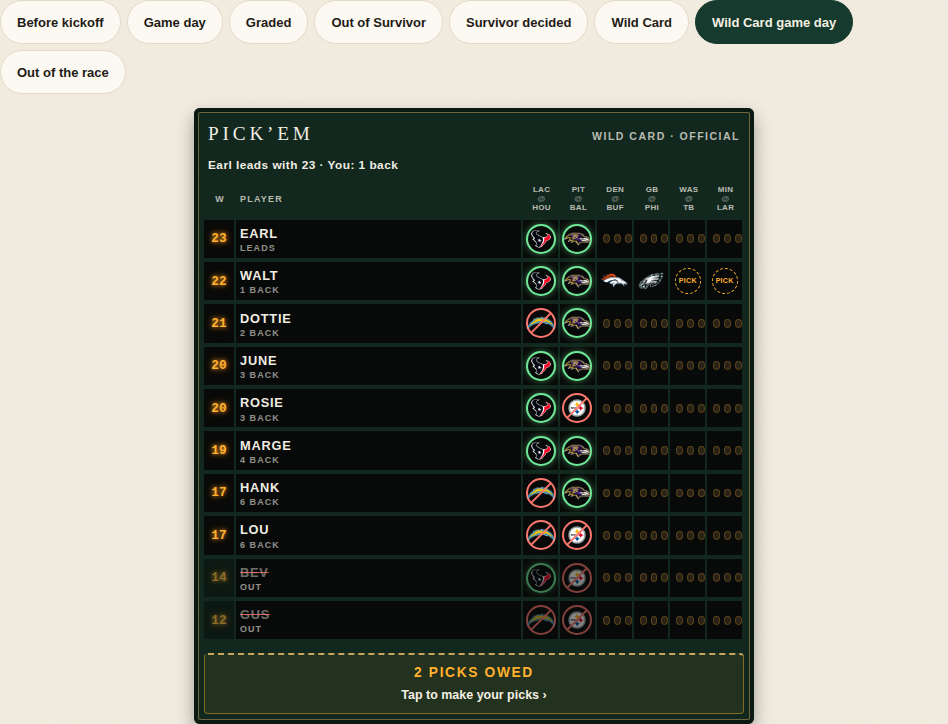 Before kickoff
Game day
Graded
Out of Survivor
Survivor decided
Wild Card
Wild Card game day
Out of the race
PICK’EM
WILD CARD · OFFICIAL
Earl leads with 23 · You: 1 back
W PLAYER LAC @ HOU PIT @ BAL DEN @ BUF GB @ PHI WAS @ TB MIN @ LAR
23 EARL
LEADS
22 WALT PICK PICK
1 BACK
21 DOTTIE
2 BACK
20 JUNE
3 BACK
20 ROSIE
3 BACK
19 MARGE
4 BACK
17 HANK
6 BACK
17 LOU
6 BACK
14 BEV
OUT
12 GUS
OUT
2 PICKS OWED
Tap to make your picks ›